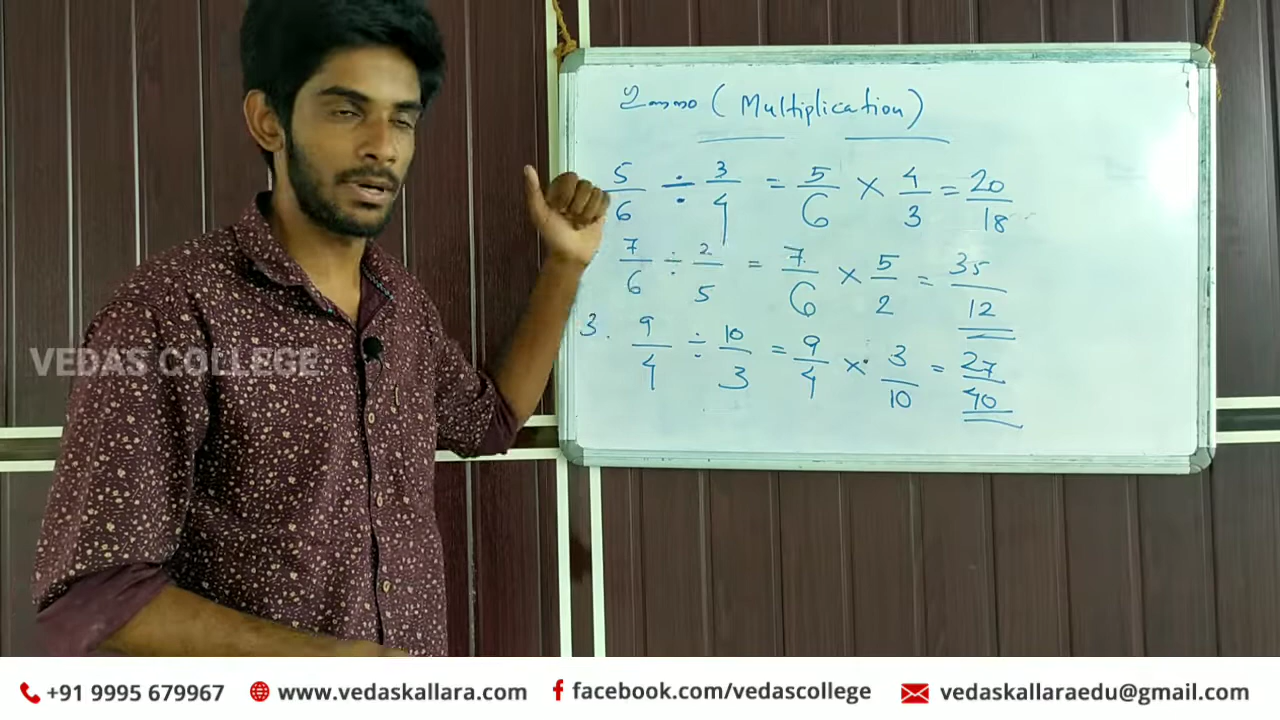 (Multiplication)
5/6 ÷ 3/4 = 5/6 × 4/3 = 20/18
7/6 ÷ 2/5 = 7/6 × 5/2 = 35/12
3. 9/4 ÷ 10/3 = 9/4 × 3/10 = 27/40
VEDAS COLLEGE
+91 9995 679967 www.vedaskallara.com facebook.com/vedascollege vedaskallaraedu@gmail.com